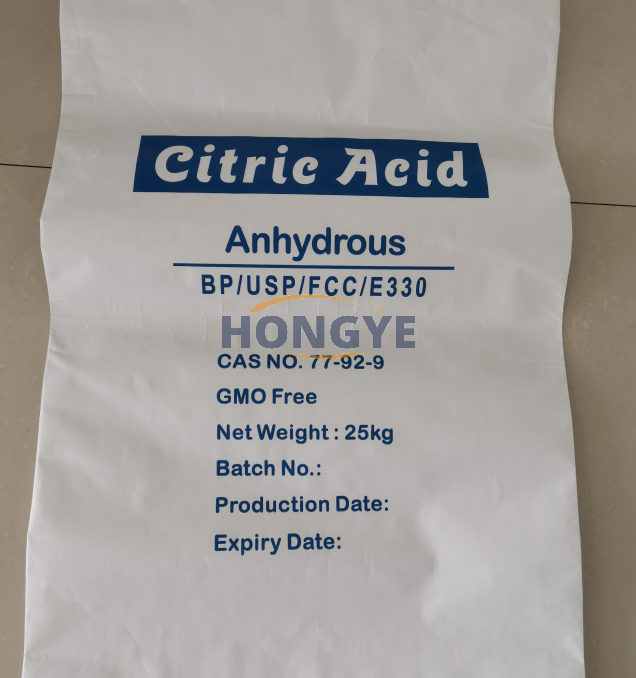 Citric Acid
Anhydrous
BP/USP/FCC/E330
HONGYE
CAS NO. 77-92-9
GMO Free
Net Weight : 25kg
Batch No.:
Production Date:
Expiry Date: